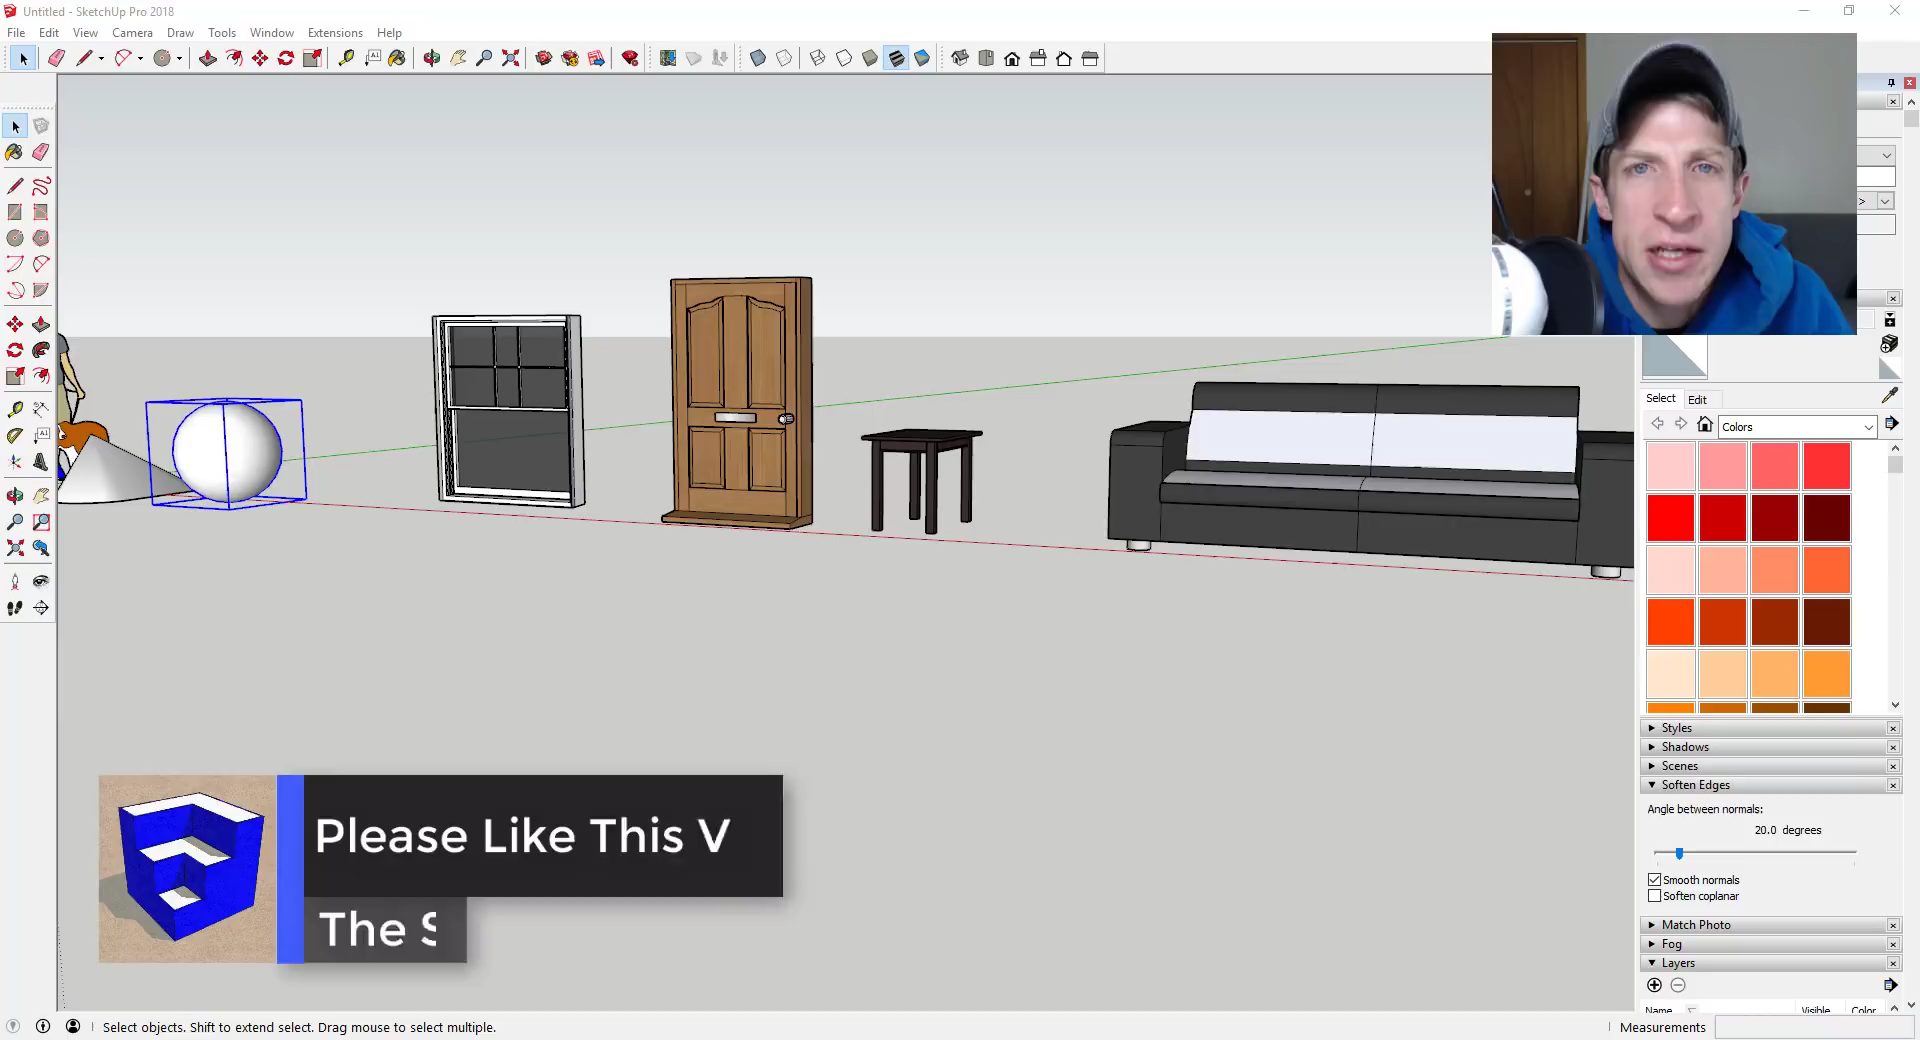 Untitled - SketchUp Pro 2018
File Edit View Camera Draw Tools Window Extensions Help
A1
A1
>
Select Edit
Colors
Styles
Shadows
Scenes
Soften Edges
Angle between normals:
20.0 degrees
Smooth normals
Soften coplanar
Match Photo
Fog
Layers
Name Visible Color
Please Like This V
The S
Select objects. Shift to extend select. Drag mouse to select multiple.
Measurements